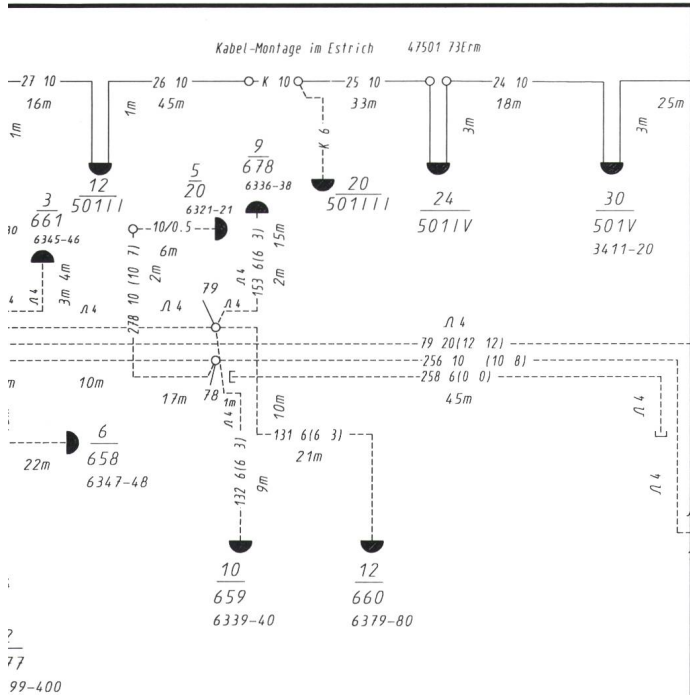 Kabel-Montage im Estrich 47501 73Erm
27 10
26 10
K 10
25 10
24 10
16m
1m
1m
45m
33m
3m
18m
3m
25m
K 6
12
501II
20
501III
24
501IV
30
501V
3411-20
3
661
6345-46
5
20
6321-21
9
678
6336-38
10/0.5
6m
2m
278 10 (10 7)
153 6(6 3)
2m 15m
3m 4m
Л 4
Л 4
Л 4
Л 4
Л 4
Л 4
79
79 20(12 12)
256 10 (10 8)
258 6(0 0)
45m
10m
17m
78
1m
Л 4
10m
Л 4
Л 4
131 6(6 3)
21m
132 6(6 3)
9m
22m
6
658
6347-48
10
659
6339-40
12
660
6379-80
77
99-400